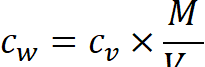 c_w = c_v × M / V